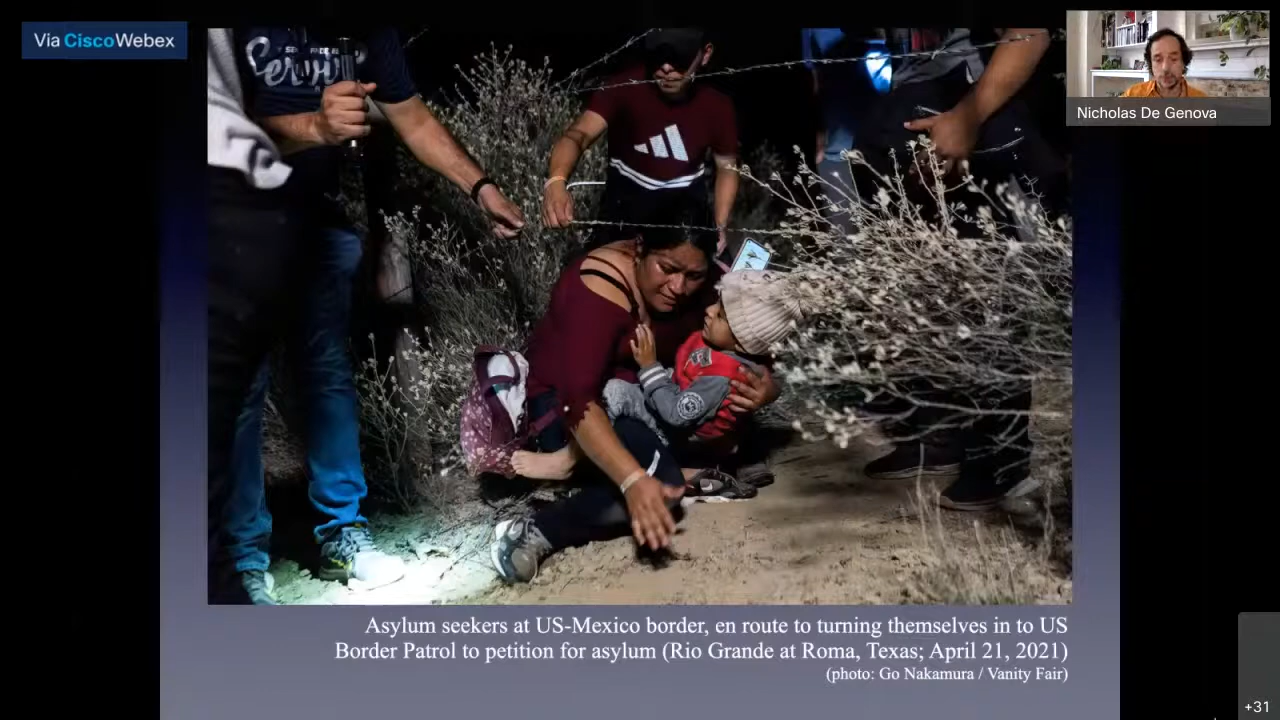 Via Cisco Webex
Nicholas De Genova
Asylum seekers at US-Mexico border, en route to turning themselves in to US
Border Patrol to petition for asylum (Rio Grande at Roma, Texas; April 21, 2021)
(photo: Go Nakamura / Vanity Fair)
+31